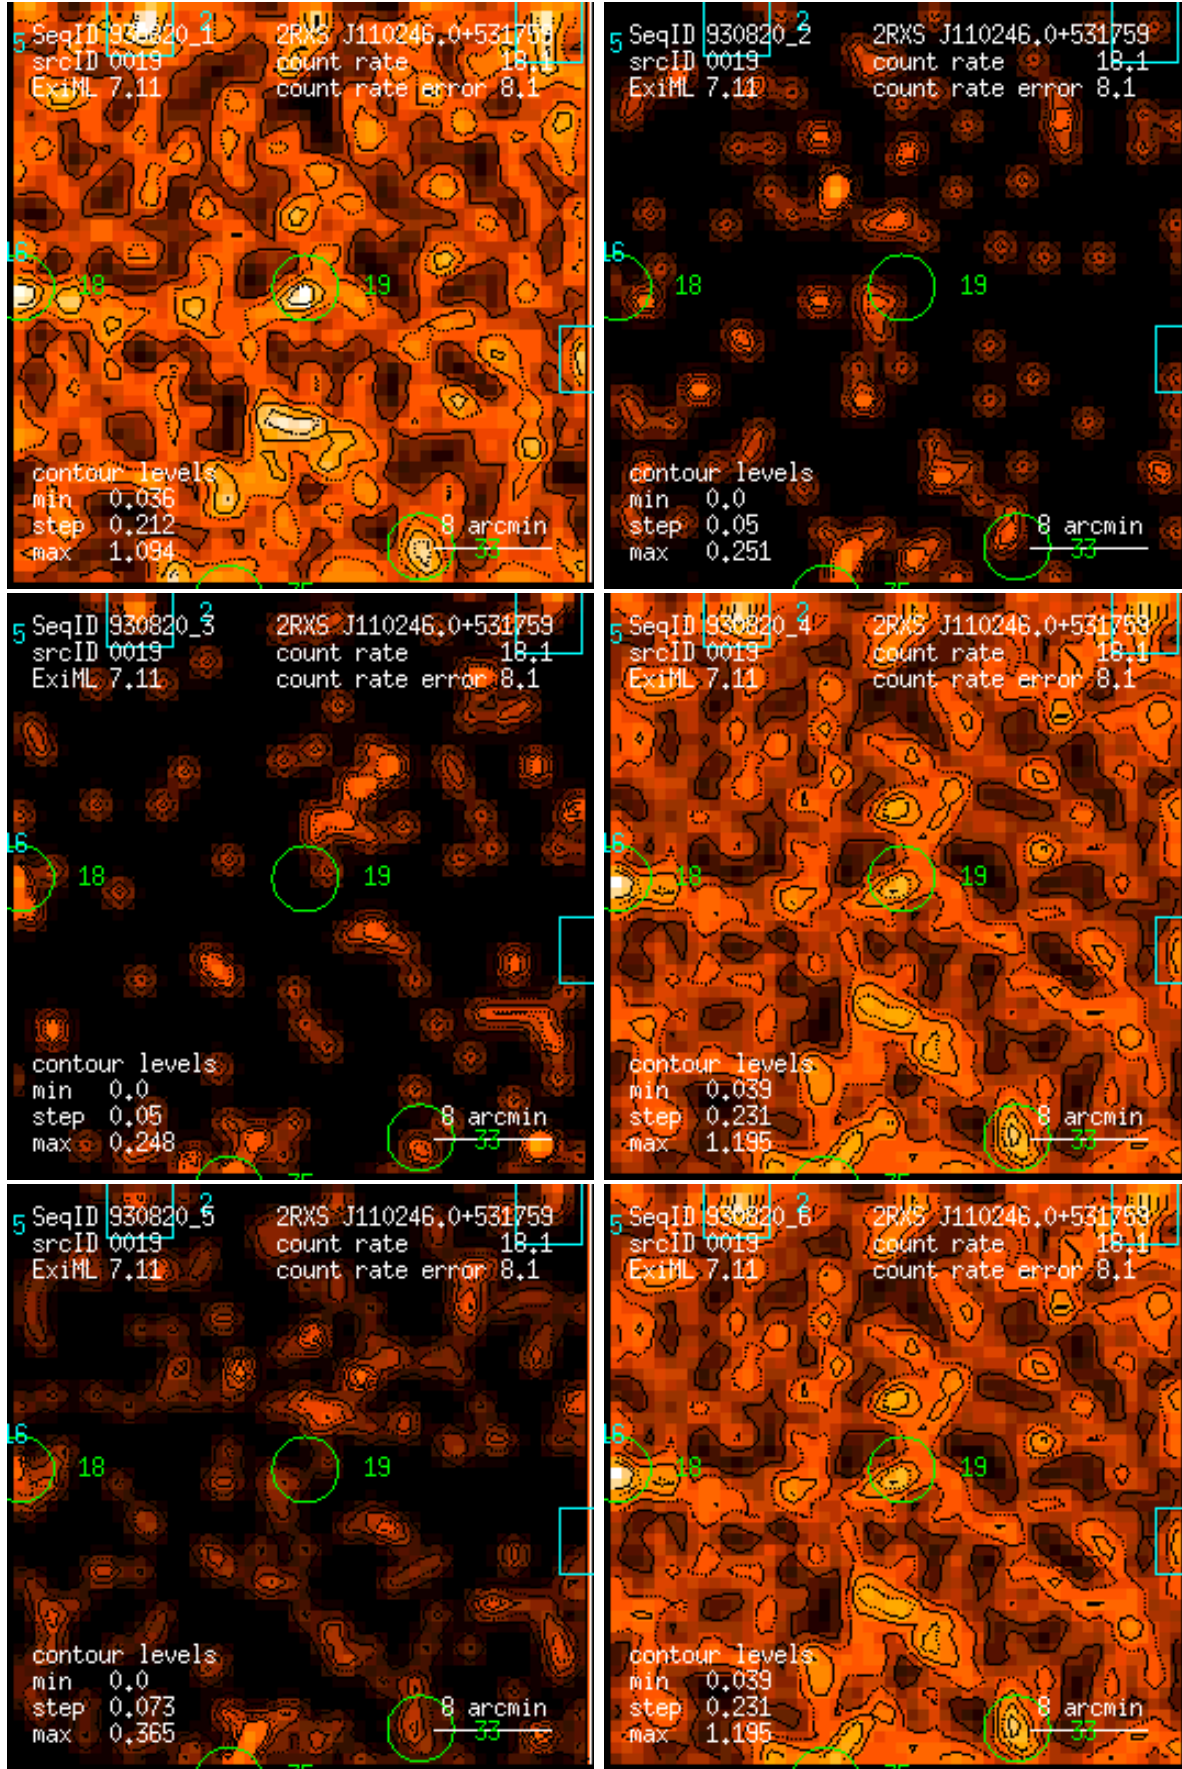 2
5 SeqID 930820_1 2RXS J110246.0+531759
srcID 0019 count rate 18.1
ExiML 7.11 count rate error 8.1
16
18 19
contour levels
min 0.036
step 0.212 8 arcmin
max 1.094 33
35
2
5 SeqID 930820_2 2RXS J110246.0+531759
srcID 0019 count rate 18.1
ExiML 7.11 count rate error 8.1
16
18 19
contour levels
min 0.0
step 0.05 8 arcmin
max 0.251 33
35
2
5 SeqID 930820_3 2RXS J110246.0+531759
srcID 0019 count rate 18.1
ExiML 7.11 count rate error 8.1
16
18 19
contour levels
min 0.0
step 0.05 8 arcmin
max 0.248 33
35
2
5 SeqID 930820_4 2RXS J110246.0+531759
srcID 0019 count rate 18.1
ExiML 7.11 count rate error 8.1
16
18 19
contour levels
min 0.039
step 0.231 8 arcmin
max 1.195 33
2
5 SeqID 930820_5 2RXS J110246.0+531759
srcID 0019 count rate 18.1
ExiML 7.11 count rate error 8.1
16
18 19
contour levels
min 0.0
step 0.073 8 arcmin
max 0.365 33
2
5 SeqID 930820_6 2RXS J110246.0+531759
srcID 0019 count rate 18.1
ExiML 7.11 count rate error 8.1
16
18 19
contour levels
min 0.039
step 0.231 8 arcmin
max 1.195 33